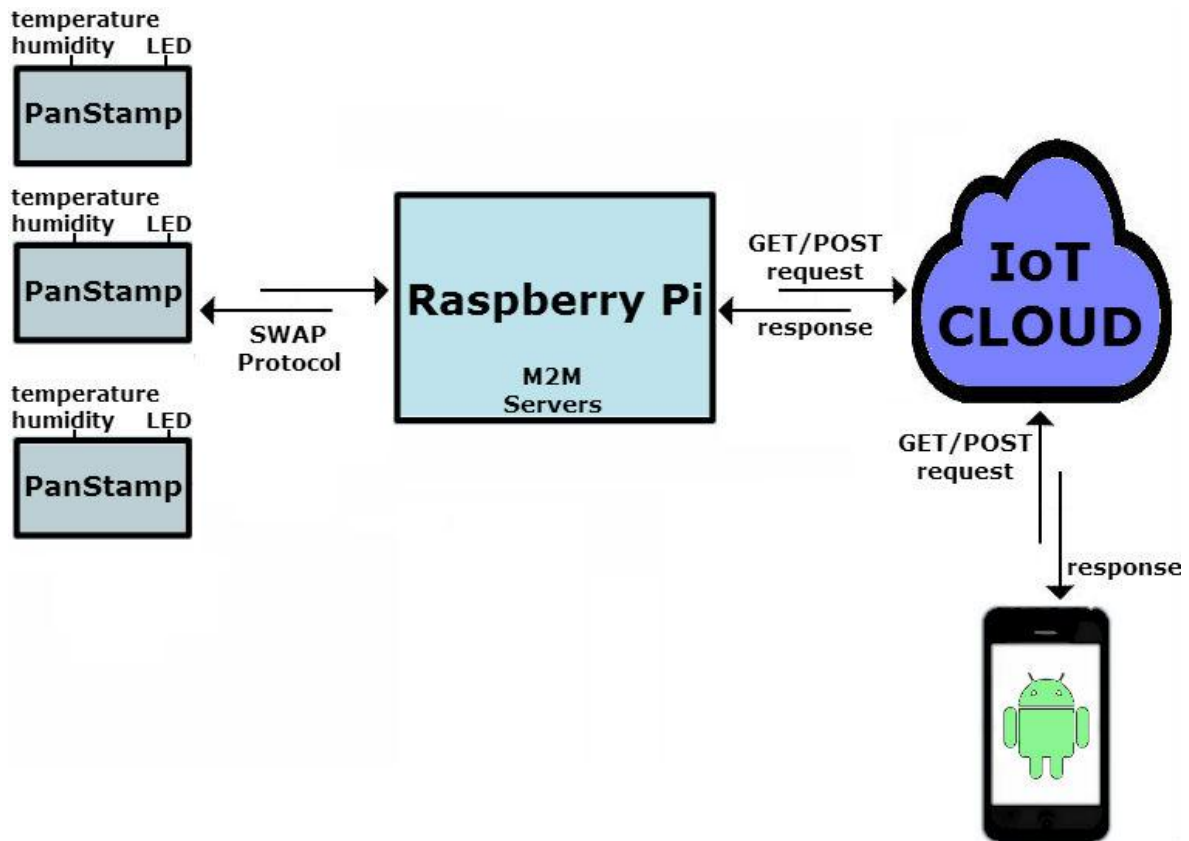 temperature
humidity LED
PanStamp
temperature
humidity LED
PanStamp
temperature
humidity LED
PanStamp
SWAP
Protocol
Raspberry Pi
M2M
Servers
GET/POST
request
response
IoT
CLOUD
GET/POST
request
response